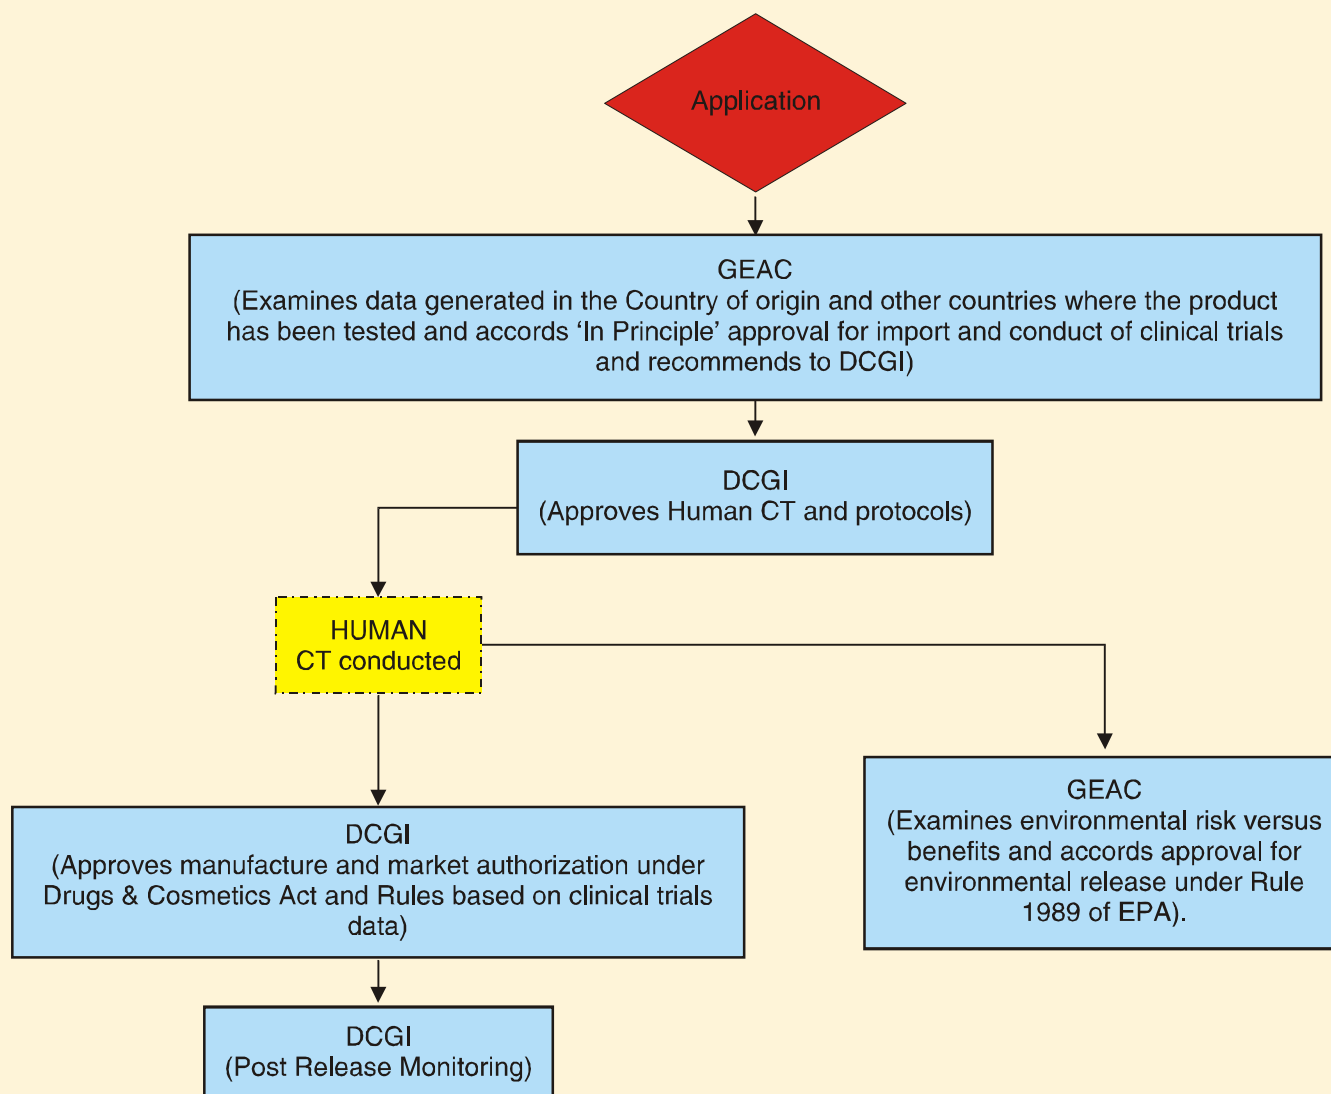 Application
GEAC
(Examines data generated in the Country of origin and other countries where the product
has been tested and accords ‘In Principle’ approval for import and conduct of clinical trials
and recommends to DCGI)
DCGI
(Approves Human CT and protocols)
HUMAN
CT conducted
GEAC
(Examines environmental risk versus
benefits and accords approval for
environmental release under Rule
1989 of EPA).
DCGI
(Approves manufacture and market authorization under
Drugs & Cosmetics Act and Rules based on clinical trials
data)
DCGI
(Post Release Monitoring)